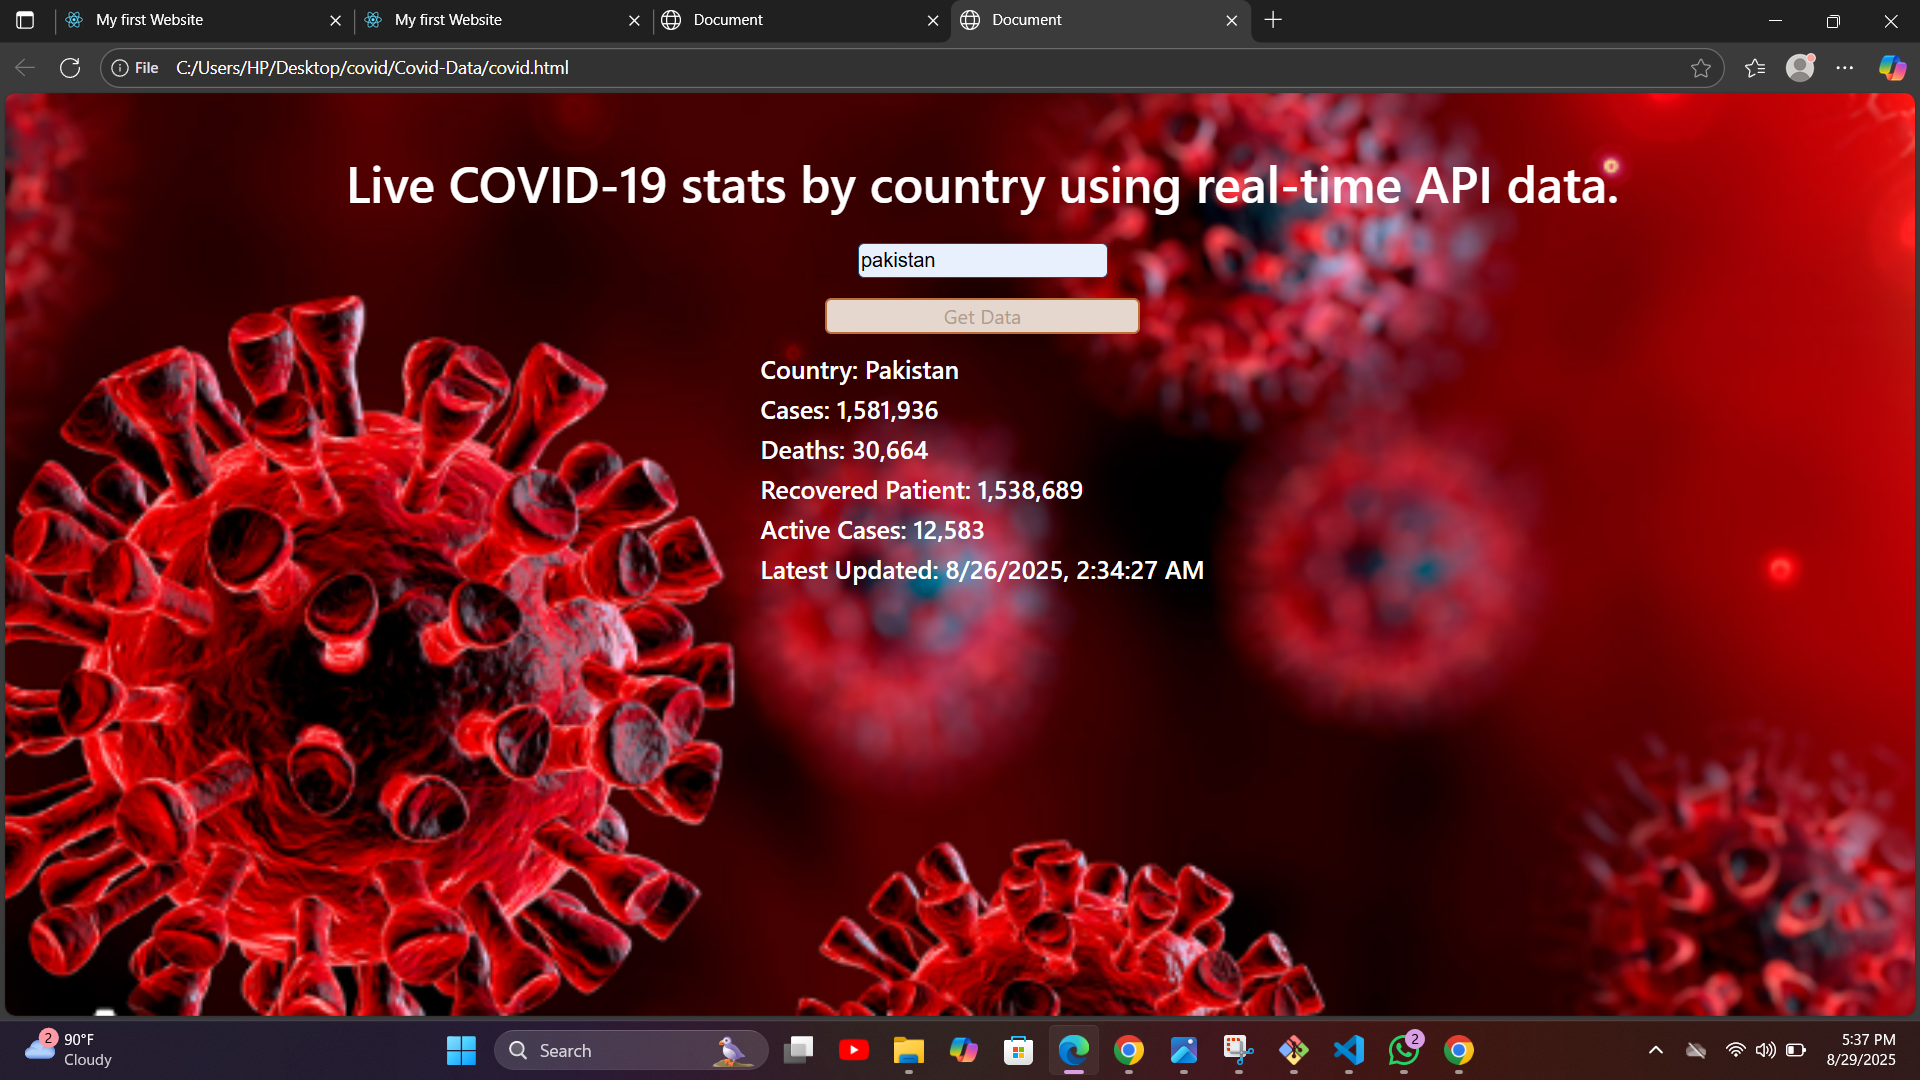 My first Website
My first Website
Document
Document
File C:/Users/HP/Desktop/covid/Covid-Data/covid.html
Live COVID-19 stats by country using real-time API data.
pakistan
Get Data
Country: Pakistan
Cases: 1,581,936
Deaths: 30,664
Recovered Patient: 1,538,689
Active Cases: 12,583
Latest Updated: 8/26/2025, 2:34:27 AM
2
90°F
Cloudy
Search
2
5:37 PM
8/29/2025